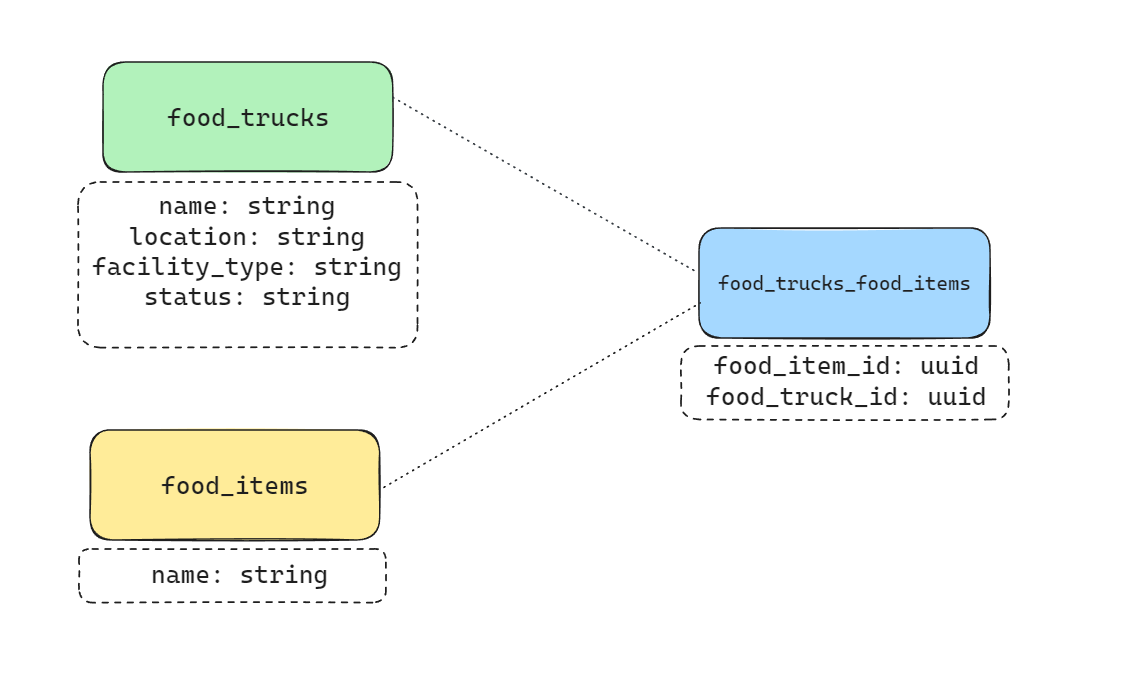 food_trucks
name: string
location: string
facility_type: string
status: string
food_trucks_food_items
food_item_id: uuid
food_truck_id: uuid
food_items
name: string